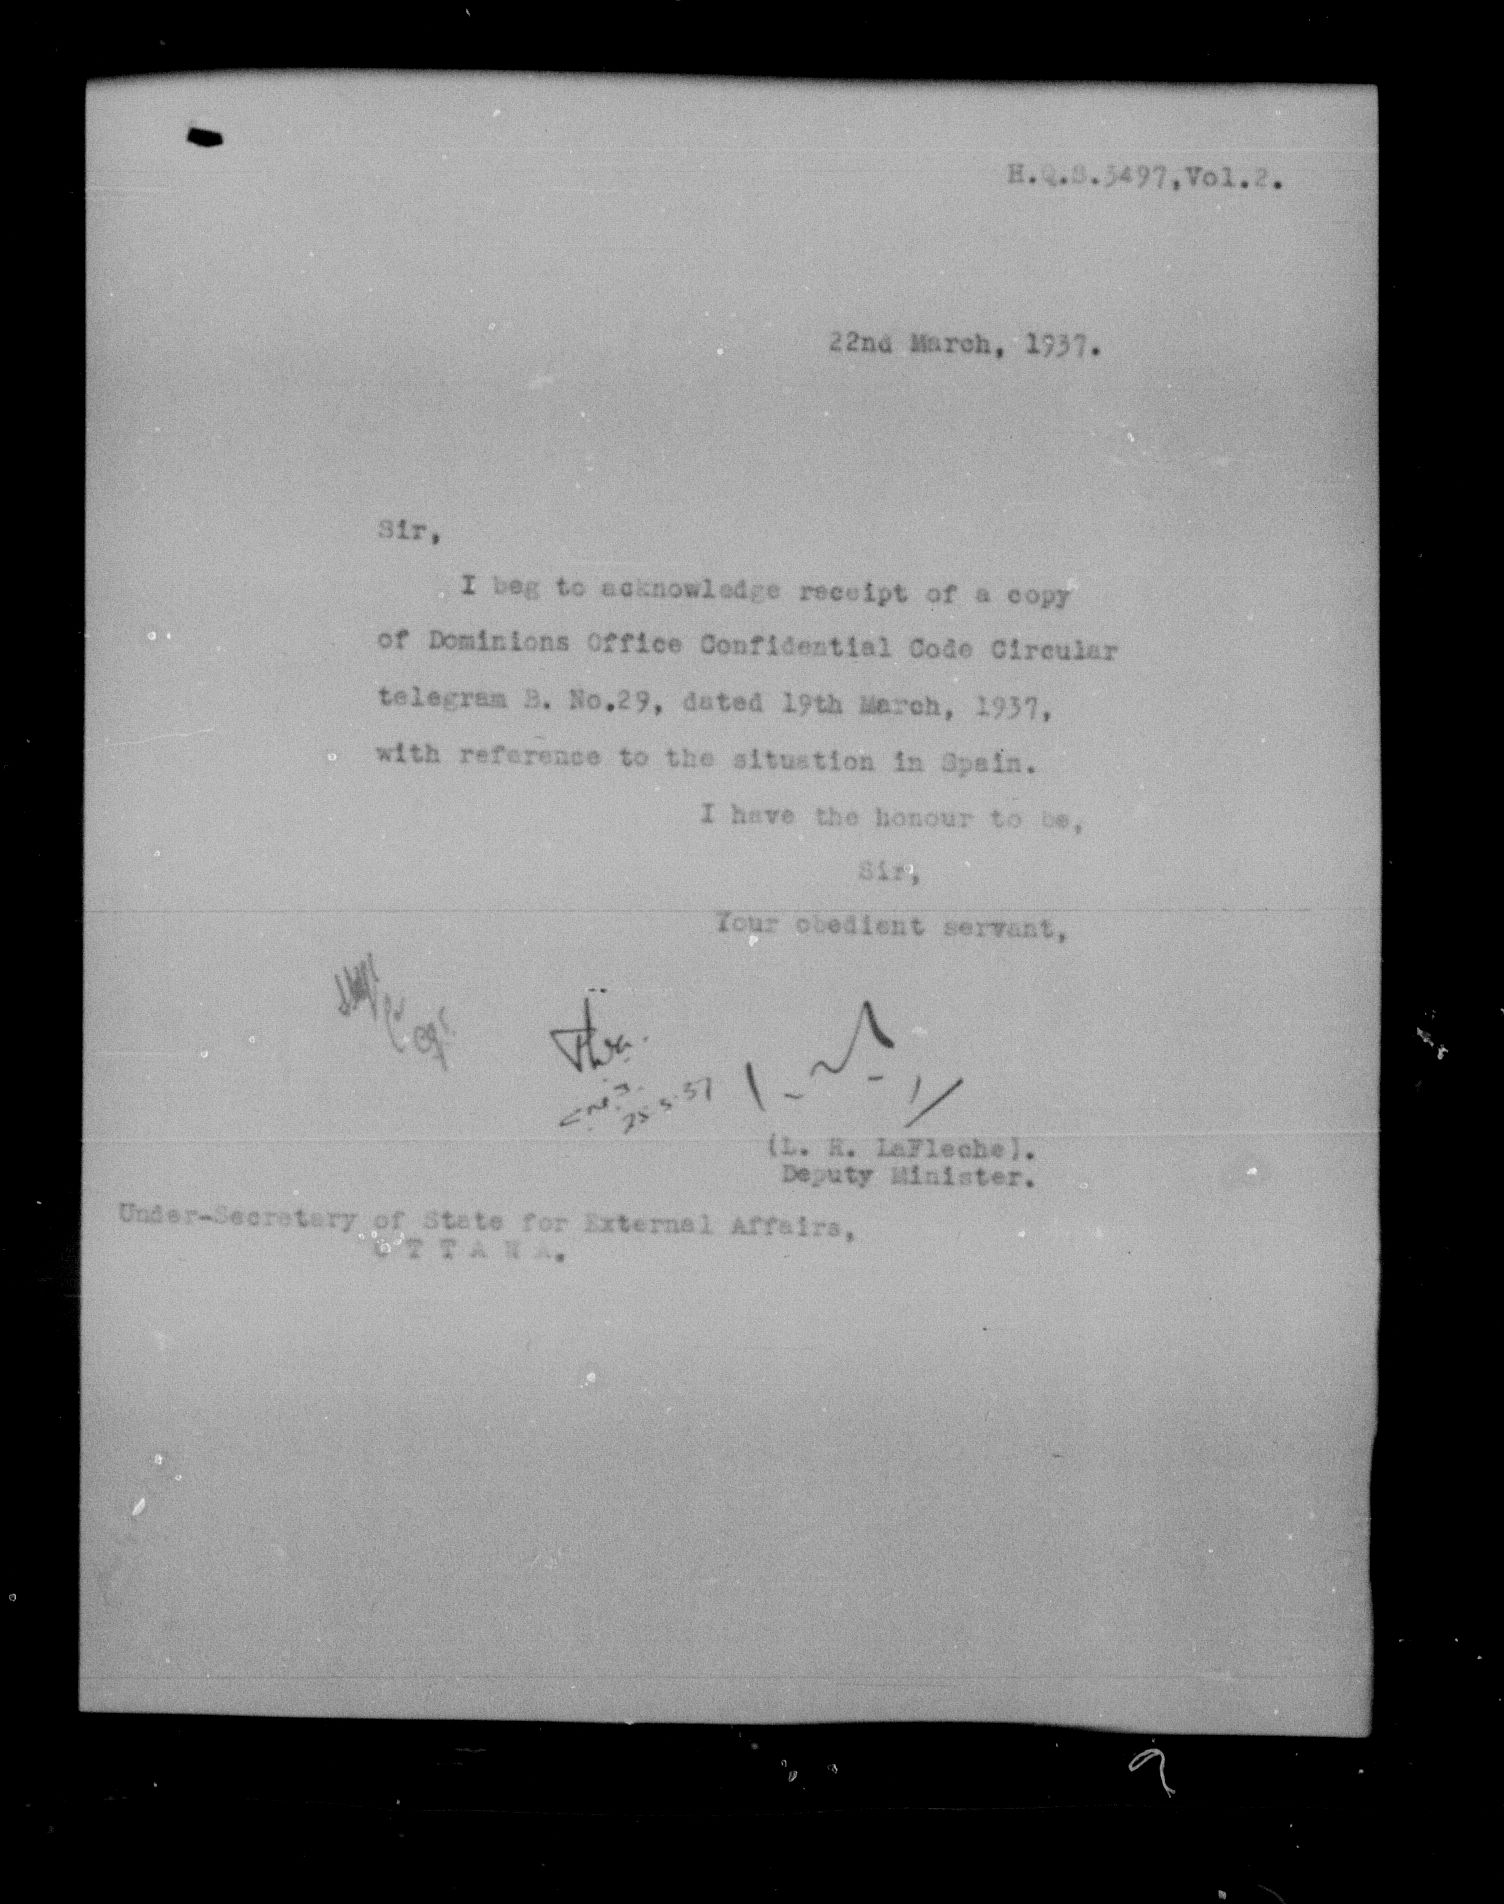 H.Q.S.5497,Vol.2.
22nd March, 1937.
Sir,
I beg to acknowledge receipt of a copy
of Dominions Office Confidential Code Circular
telegram B. No.29, dated 19th March, 1937,
with reference to the situation in Spain.
I have the honour to be,
Sir,
Your obedient servant,
(L. R. LaFleche).
Deputy Minister.
Under-Secretary of State for External Affairs,
O T T A W A.